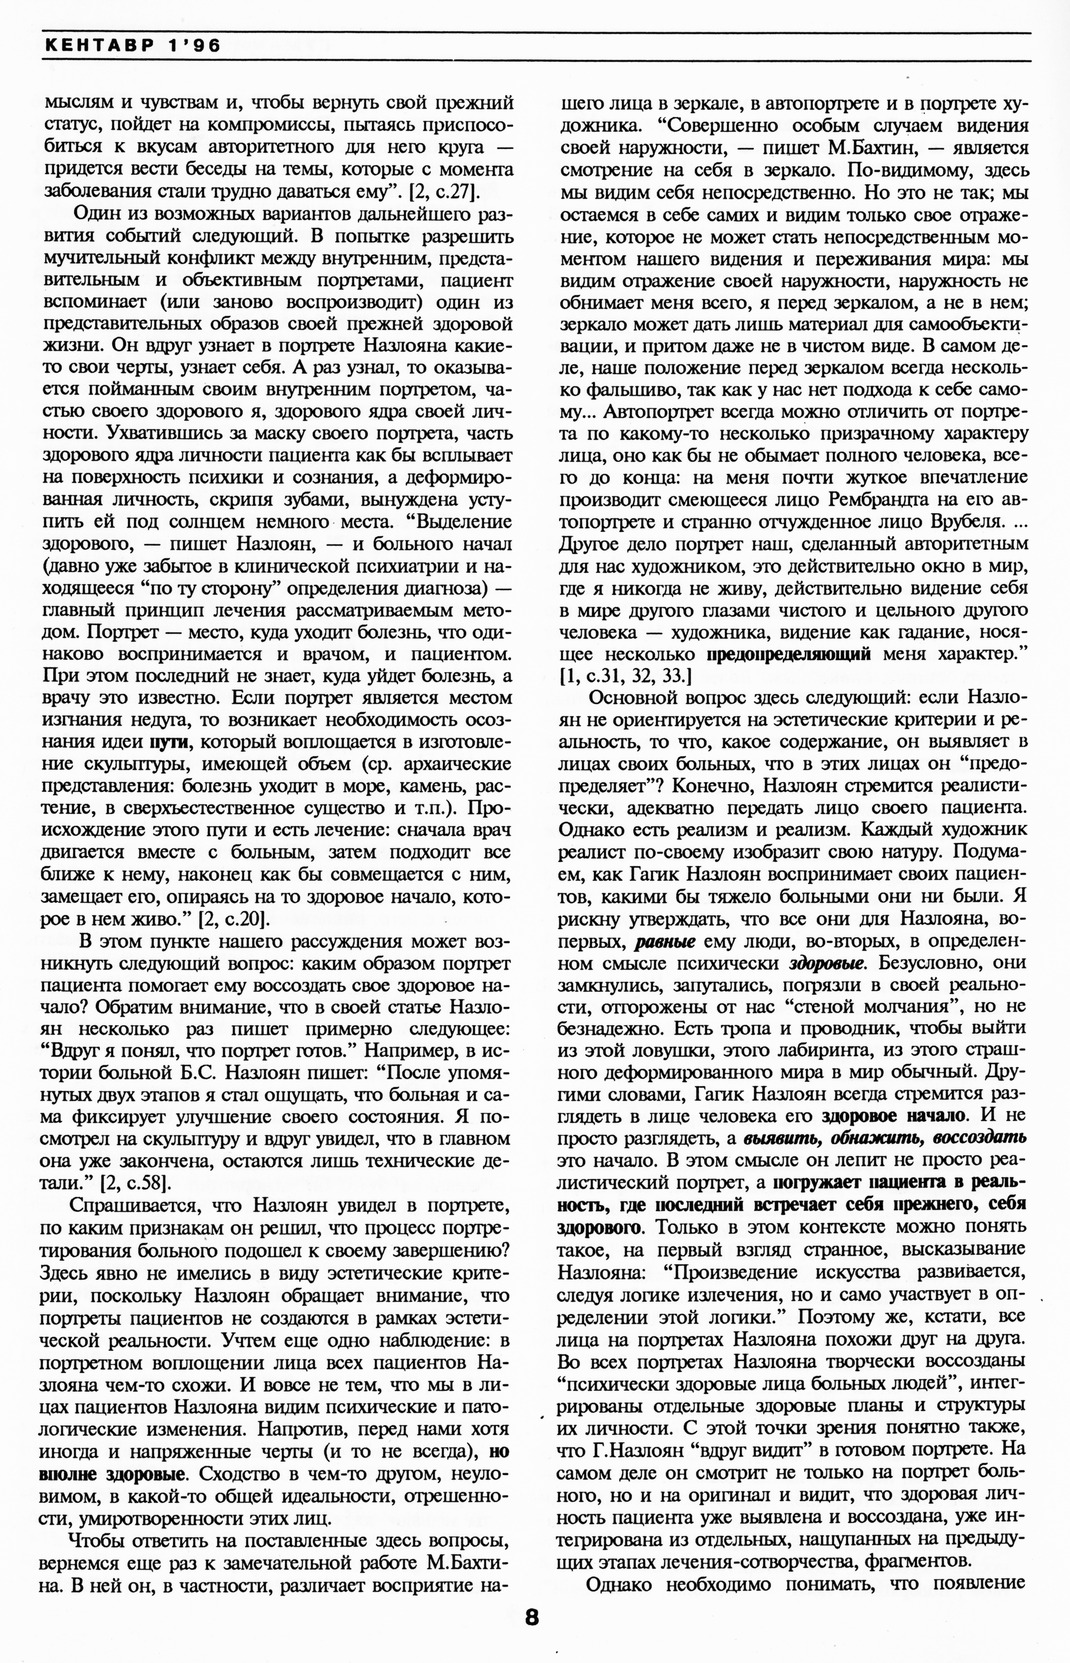 КЕНТАВР 1’96
мыслям и чувствам и, чтобы вернуть свой прежний
статус, пойдет на компромиссы, пытаясь приспосо-
биться к вкусам авторитетного для него круга —
придется вести беседы на темы, которые с момента
заболевания стали трудно даваться ему”. [2, с.27].
Один из возможных вариантов дальнейшего раз-
вития событий следующий. В попытке разрешить
мучительный конфликт между внутренним, предста-
вительным и объективным портретами, пациент
вспоминает (или заново воспроизводит) один из
представительных образов своей прежней здоровой
жизни. Он вдруг узнает в портрете Назлояна какие-
то свои черты, узнает себя. А раз узнал, то оказыва-
ется пойманным своим внутренним портретом, ча-
стью своего здорового я, здорового ядра своей лич-
ности. Ухватившись за маску своего портрета, часть
здорового ядра личности пациента как бы всплывает
на поверхность психики и сознания, а деформиро-
ванная личность, скрипя зубами, вынуждена усту-
пить ей под солнцем немного места. “Выделение
здорового, — пишет Назлоян, — и больного начал
(давно уже забытое в клинической психиатрии и на-
ходящееся “по ту сторону” определения диагноза) —
главный принцип лечения рассматриваемым мето-
дом. Портрет — место, куда уходит болезнь, что оди-
наково воспринимается и врачом, и пациентом.
При этом последний не знает, куда уйдет болезнь, а
врачу это известно. Если портрет является местом
изгнания недуга, то возникает необходимость осоз-
нания идеи пути, который воплощается в изготовле-
ние скульптуры, имеющей объем (ср. архаические
представления: болезнь уходит в море, камень, рас-
тение, в сверхъестественное существо и т.п.). Про-
исхождение этого пути и есть лечение: сначала врач
двигается вместе с больным, затем подходит все
ближе к нему, наконец как бы совмещается с ним,
замещает его, опираясь на то здоровое начало, кото-
рое в нем живо.” [2, с.20].
В этом пункте нашего рассуждения может воз-
никнуть следующий вопрос: каким образом портрет
пациента помогает ему воссоздать свое здоровое на-
чало? Обратим внимание, что в своей статье Назло-
ян несколько раз пишет примерно следующее:
“Вдруг я понял, что портрет готов.” Например, в ис-
тории больной Б.С. Назлоян пишет: “После упомя-
нутых двух этапов я стал ощущать, что больная и са-
ма фиксирует улучшение своего состояния. Я по-
смотрел на скульптуру и вдруг увидел, что в главном
она уже закончена, остаются лишь технические де-
тали.” [2, с.58].
Спрашивается, что Назлоян увидел в портрете,
по каким признакам он решил, что процесс портре-
тирования больного подошел к своему завершению?
Здесь явно не имелись в виду эстетические крите-
рии, поскольку Назлоян обращает внимание, что
портреты пациентов не создаются в рамках эстети-
ческой реальности. Учтем еще одно наблюдение: в
портретном воплощении лица всех пациентов На-
злояна чем-то схожи. И вовсе не тем, что мы в ли-
цах пациентов Назлояна видим психические и пато-
логические изменения. Напротив, перед нами хотя
иногда и напряженные черты (и то не всегда), но
вполне здоровые. Сходство в чем-то другом, неуло-
вимом, в какой-то общей идеальности, отрешенно-
сти, умиротворенности этих лиц.
Чтобы ответить на поставленные здесь вопросы,
вернемся еще раз к замечательной работе М.Бахти-
на. В ней он, в частности, различает восприятие на-
шего лица в зеркале, в автопортрете и в портрете ху-
дожника. “Совершенно особым случаем видения
своей наружности, — пишет М.Бахтин, — является
смотрение на себя в зеркало. По-видимому, здесь
мы видим себя непосредственно. Но это не так; мы
остаемся в себе самих и видим только свое отраже-
ние, которое не может стать непосредственным мо-
ментом нашего видения и переживания мира: мы
видим отражение своей наружности, наружность не
обнимает меня всего, я перед зеркалом, а не в нем;
зеркало может дать лишь материал для самообъекти-
вации, и притом даже не в чистом виде. В самом де-
ле, наше положение перед зеркалом всегда несколь-
ко фальшиво, так как у нас нет подхода к себе само-
му... Автопортрет всегда можно отличить от портре-
та по какому-то несколько призрачному характеру
лица, оно как бы не обымает полного человека, все-
го до конца: на меня почти жуткое впечатление
производит смеющееся лицо Рембрандта на его ав-
топортрете и странно отчужденное лицо Врубеля. ...
Другое дело портрет наш, сделанный авторитетным
для нас художником, это действительно окно в мир,
где я никогда не живу, действительно видение себя
в мире другого глазами чистого и цельного другого
человека — художника, видение как гадание, нося-
щее несколько предопределяющий меня характер.”
[1, с.31, 32, 33.]
Основной вопрос здесь следующий: если Назло-
ян не ориентируется на эстетические критерии и ре-
альность, то что, какое содержание, он выявляет в
лицах своих больных, что в этих лицах он “предо-
пределяет”? Конечно, Назлоян стремится реалисти-
чески, адекватно передать лицо своего пациента.
Однако есть реализм и реализм. Каждый художник
реалист по-своему изобразит свою натуру. Подума-
ем, как Гагик Назлоян воспринимает своих пациен-
тов, какими бы тяжело больными они ни были. Я
рискну утверждать, что все они для Назлояна, во-
первых, равные ему люди, во-вторых, в определен-
ном смысле психически здоровые. Безусловно, они
замкнулись, запутались, погрязли в своей реально-
сти, отгорожены от нас “стеной молчания”, но не
безнадежно. Есть тропа и проводник, чтобы выйти
из этой ловушки, этого лабиринта, из этого страш-
ного деформированного мира в мир обычный. Дру-
гими словами, Гагик Назлоян всегда стремится раз-
глядеть в лице человека его здоровое начало. И не
просто разглядеть, а выявить, обнажить, воссоздать
это начало. В этом смысле он лепит не просто реа-
листический портрет, а погружает пациента в реаль-
ность, где последний встречает себя прежнего, себя
здорового. Только в этом контексте можно понять
такое, на первый взгляд странное, высказывание
Назлояна: “Произведение искусства развивается,
следуя логике излечения, но и само участвует в оп-
ределении этой логики.” Поэтому же, кстати, все
лица на портретах Назлояна похожи друг на друга.
Во всех портретах Назлояна творчески воссозданы
“психически здоровые лица больных людей”, интег-
рированы отдельные здоровые планы и структуры
их личности. С этой точки зрения понятно также,
что Г.Назлоян “вдруг видит” в готовом портрете. На
самом деле он смотрит не только на портрет боль-
ного, но и на оригинал и видит, что здоровая лич-
ность пациента уже выявлена и воссоздана, уже ин-
тегрирована из отдельных, нащупанных на предыду-
щих этапах лечения-сотворчества, фрагментов.
Однако необходимо понимать, что появление
8